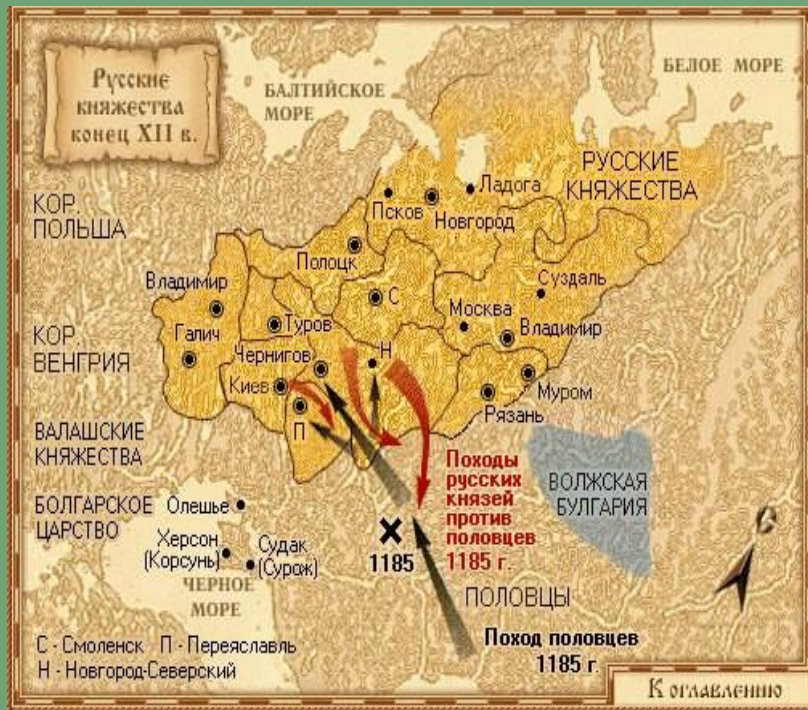 Русские
княжества
конец XII в.
БАЛТИЙСКОЕ
МОРЕ
БЕЛОЕ МОРЕ
РУССКИЕ
КНЯЖЕСТВА
КОР.
ПОЛЬША
Псков
Ладога
Новгород
Полоцк
Владимир
С
Суздаль
Москва
КОР.
ВЕНГРИЯ
Галич
Туров
Владимир
Чернигов
Н
Киев
Муром
Рязань
П
ВАЛАШСКИЕ
КНЯЖЕСТВА
Походы
русских
князей
против
половцев
1185 г.
ВОЛЖСКАЯ
БУЛГАРИЯ
БОЛГАРСКОЕ
ЦАРСТВО
Олешье
Херсон
(Корсунь)
Судак
(Сурож)
1185
С
ЧЕРНОЕ
МОРЕ
ПОЛОВЦЫ
Поход половцев
1185 г.
С - Смоленск П - Переяславль
Н - Новгород-Северский
К оглавлению